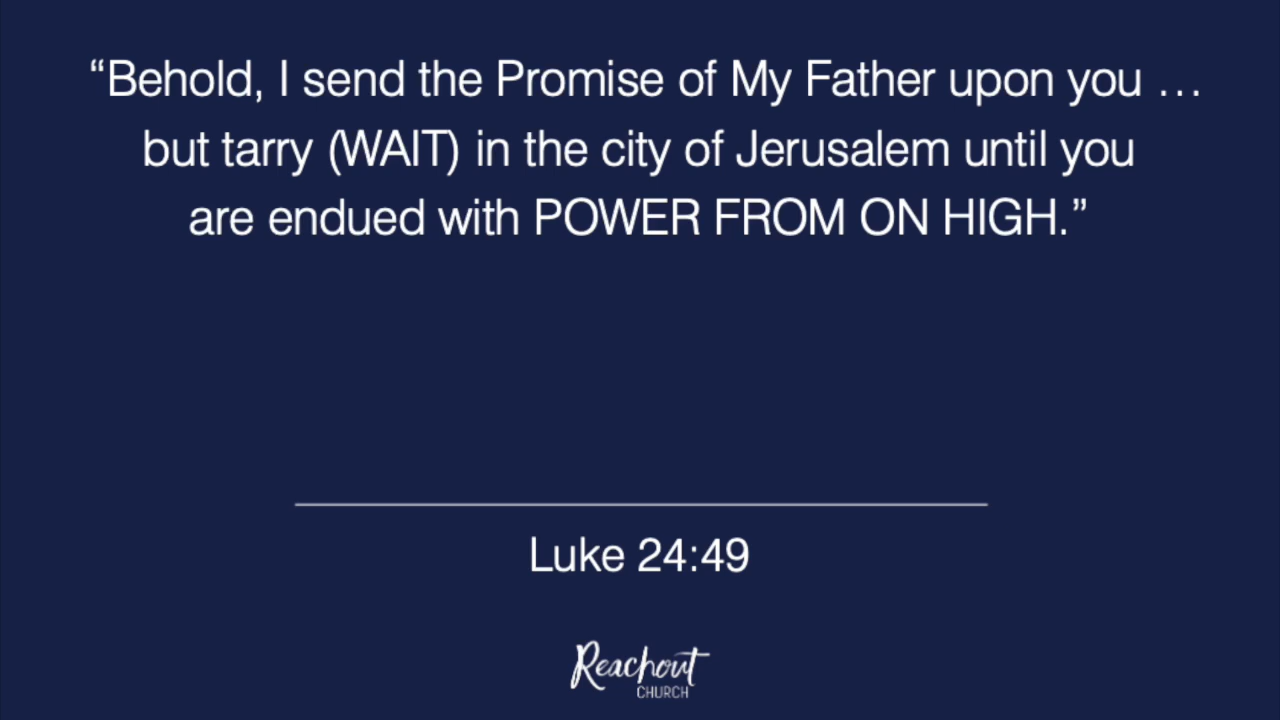 “Behold, I send the Promise of My Father upon you …
but tarry (WAIT) in the city of Jerusalem until you
are endued with POWER FROM ON HIGH.”
Luke 24:49
Reachout
CHURCH